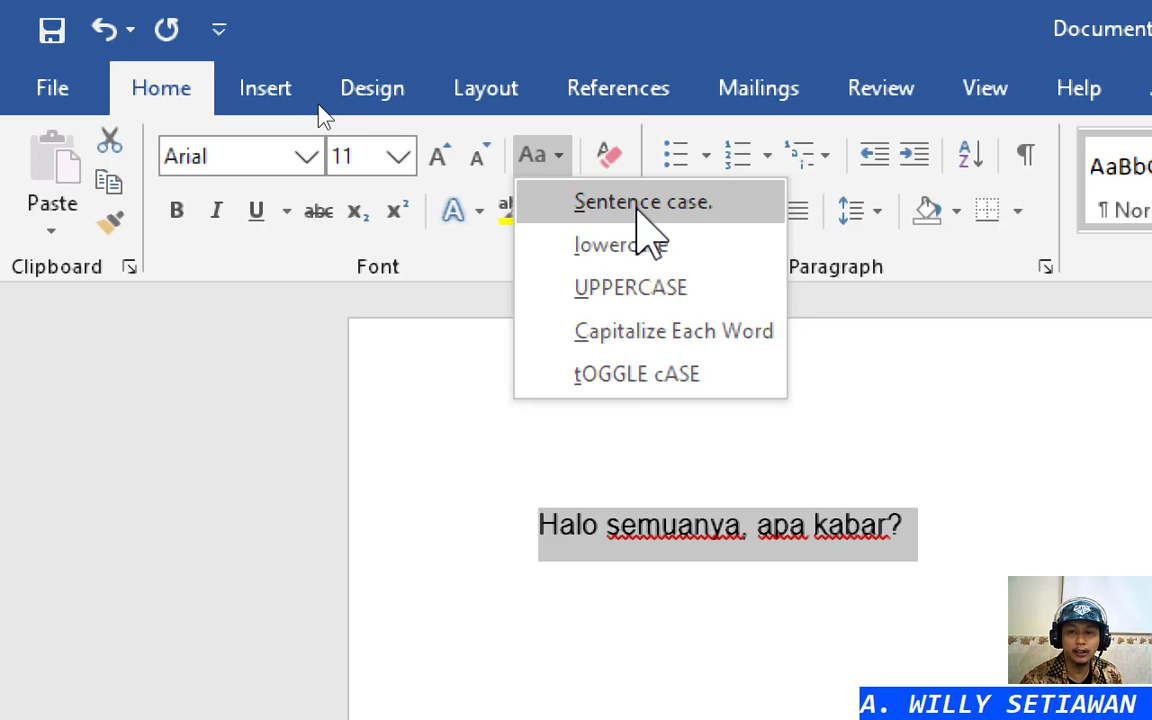 Document
File Home Insert Design Layout References Mailings Review View Help
Arial 11 Aa
Paste
B I U abc x₂ x² A ab
AaBb
¶ Nor
Clipboard Font Paragraph
Sentence case.
UPPERCASE
Capitalize Each Word
tOGGLE cASE
Halo semuanya, apa kabar?
A. WILLY SETIAWAN